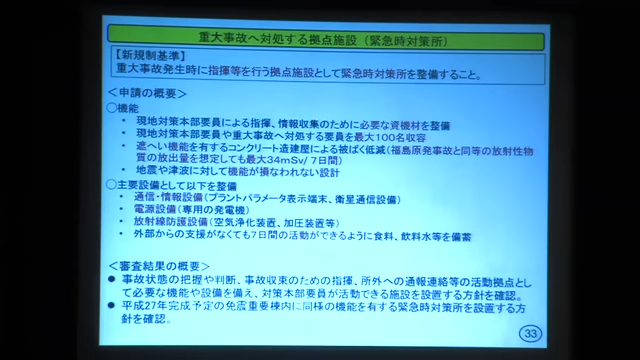 重大事故へ対処する拠点施設（緊急時対策所）
【新規制基準】
重大事故発生時に指揮等を行う拠点施設として緊急時対策所を整備すること。
＜申請の概要＞
○機能
・ 現地対策本部要員による指揮、情報収集のために必要な資機材を整備
・ 現地対策本部要員や重大事故へ対処する要員を最大100名収容
・ 遮へい機能を有するコンクリート造建屋による被ばく低減（福島原発事故と同等の放射性物
質の放出量を想定しても最大34mSv/７日間）
・ 地震や津波に対して機能が損なわれない設計
○主要設備として以下を整備
・ 通信・情報設備（プラントパラメータ表示端末、衛星通信設備）
・ 電源設備（専用の発電機）
・ 放射線防護設備（空気浄化装置、加圧装置等）
・ 外部からの支援がなくても７日間の活動ができるように食料、飲料水等を備蓄
＜審査結果の概要＞
● 事故状態の把握や判断、事故収束のための指揮、所外への通報連絡等の活動拠点とし
て必要な機能や設備を備え、対策本部要員が活動できる施設を設置する方針を確認。
● 平成27年完成予定の免震重要棟内に同様の機能を有する緊急時対策所を設置する方
針を確認。
33